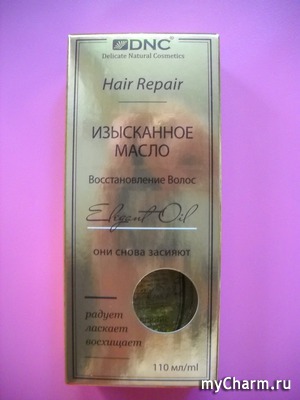 DNC
Delicate Natural Cosmetics
Hair Repair
ИЗЫСКАННОЕ
МАСЛО
Восстановление Волос
Elegant Oil
они снова засияют
радует
ласкает
восхищает
110 мл/ml
myCharm.ru